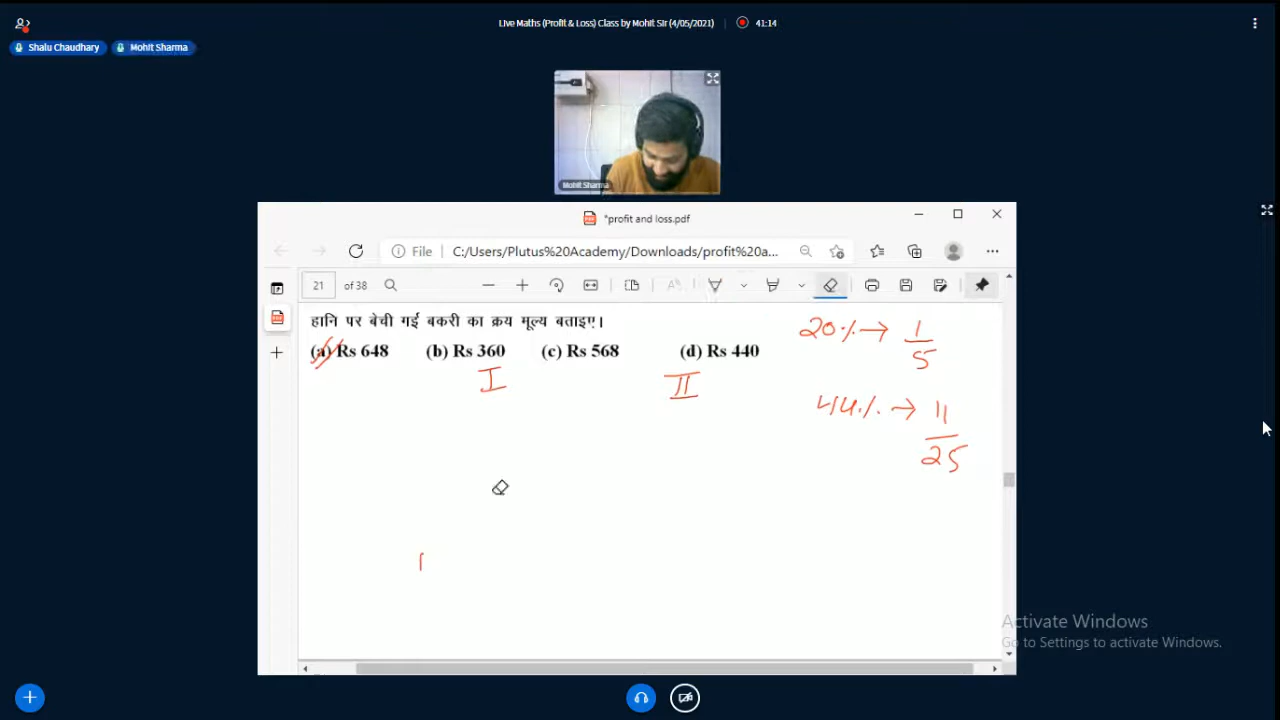 Live Maths (Profit & Loss) Class by Mohit Sir (4/05/2021) 41:14
Shalu Chaudhary Mohit Sharma
Mohit Sharma
*profit and loss.pdf
File C:/Users/Plutus%20Academy/Downloads/profit%20a...
21 of 38
हानि पर बेची गई बकरी का क्रय मूल्य बताइए।
(a) Rs 648 (b) Rs 360 (c) Rs 568 (d) Rs 440
I II
20% → 1/5
44% → 11/25
Activate Windows
Go to Settings to activate Windows.